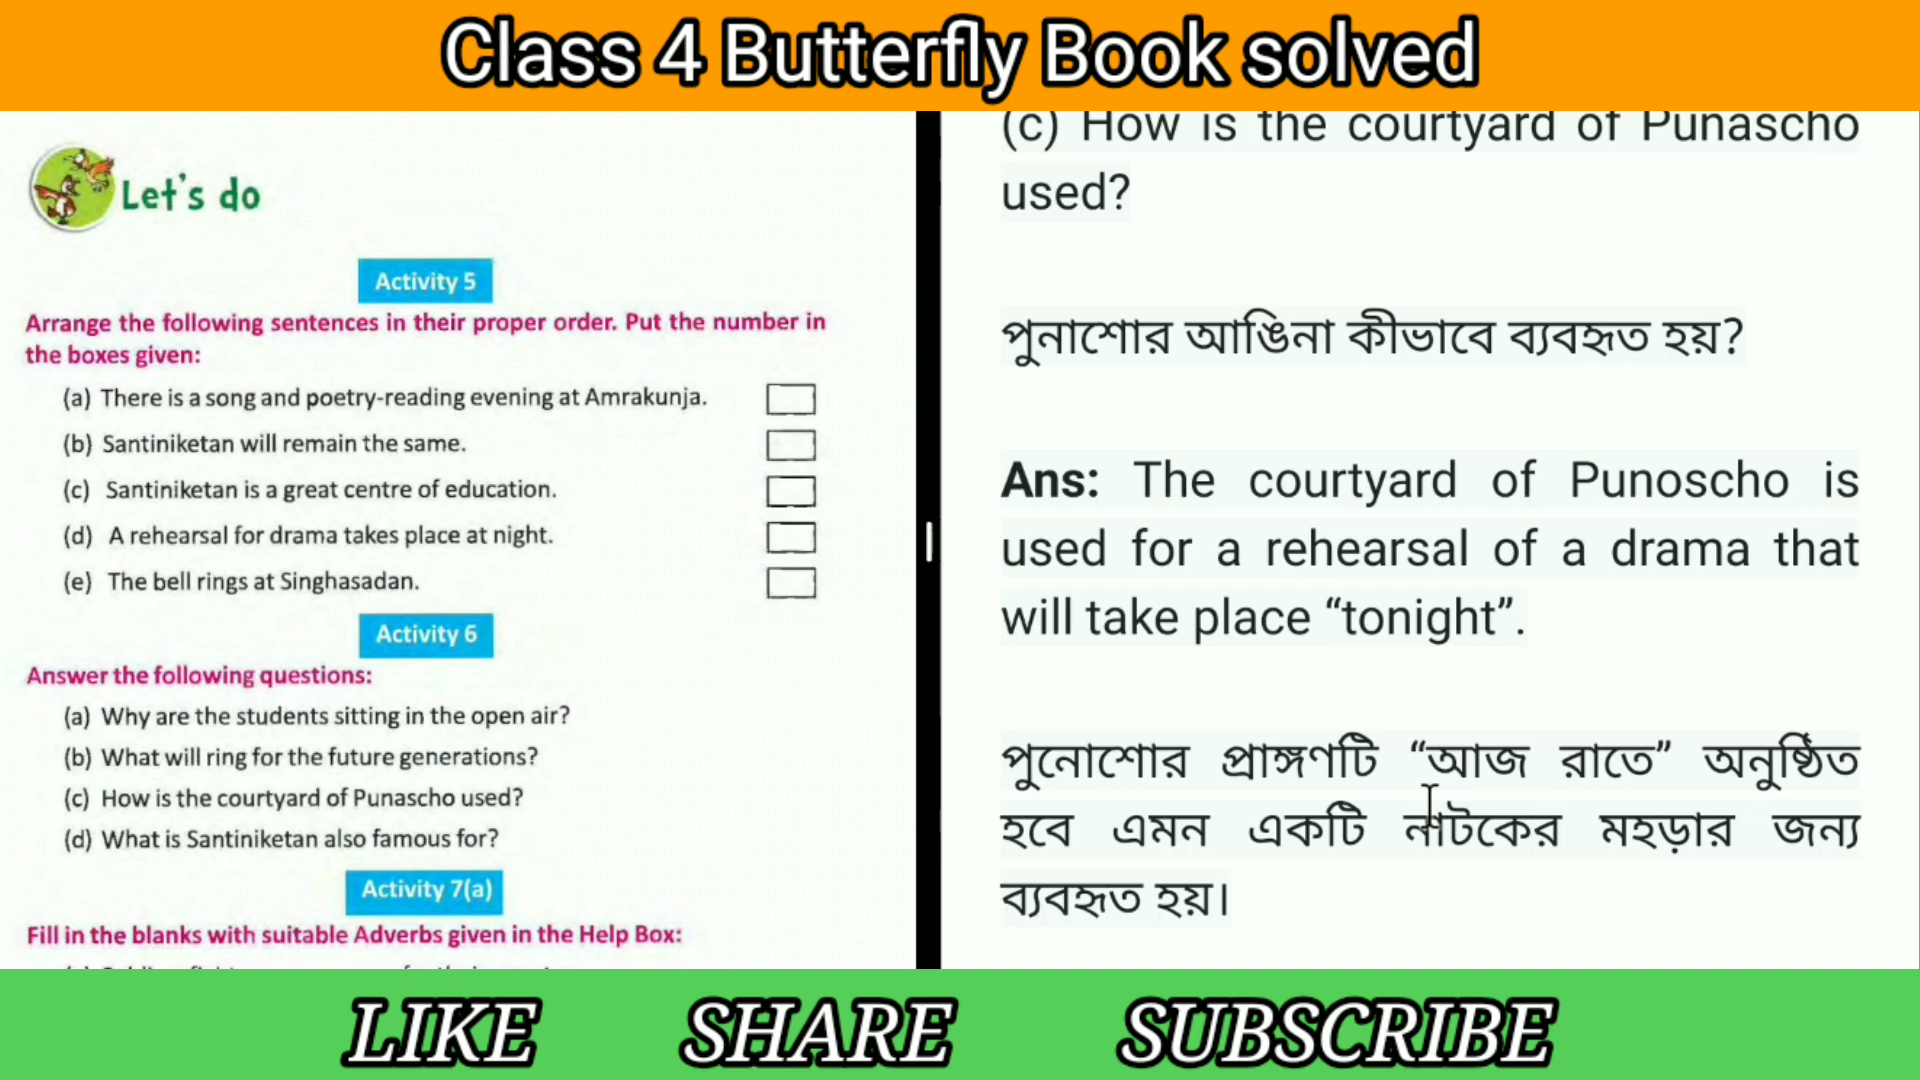 Class 4 Butterfly Book solved
Let's do
Activity 5
Arrange the following sentences in their proper order. Put the number in
the boxes given:
(a) There is a song and poetry-reading evening at Amrakunja.
(b) Santiniketan will remain the same.
(c) Santiniketan is a great centre of education.
(d) A rehearsal for drama takes place at night.
(e) The bell rings at Singhasadan.
Activity 6
Answer the following questions:
(a) Why are the students sitting in the open air?
(b) What will ring for the future generations?
(c) How is the courtyard of Punascho used?
(d) What is Santiniketan also famous for?
Activity 7(a)
Fill in the blanks with suitable Adverbs given in the Help Box:
(c) How is the courtyard of Punascho
used?
পুনাশোর আঙিনা কীভাবে ব্যবহৃত হয়?
Ans: The courtyard of Punoscho is
used for a rehearsal of a drama that
will take place “tonight”.
পুনোশোর প্রাঙ্গণটি “আজ রাতে” অনুষ্ঠিত
হবে এমন একটি নাটকের মহড়ার জন্য
ব্যবহৃত হয়।
LIKE SHARE SUBSCRIBE